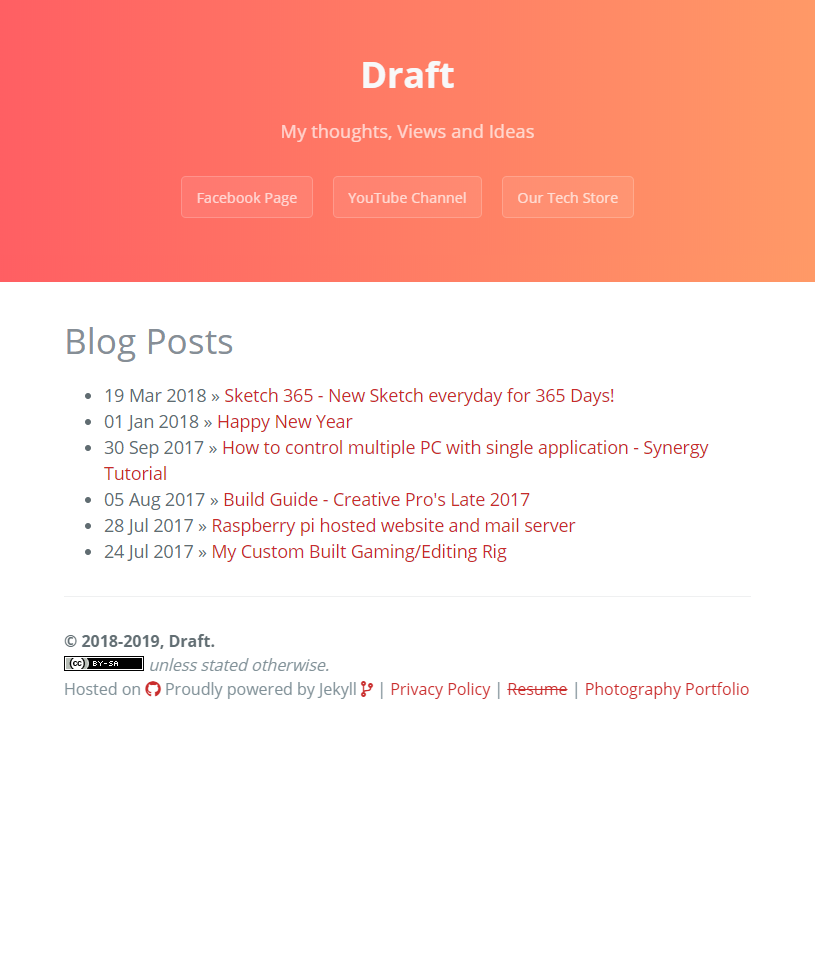 Draft
My thoughts, Views and Ideas
Facebook Page YouTube Channel Our Tech Store
Blog Posts
19 Mar 2018 » Sketch 365 - New Sketch everyday for 365 Days!
01 Jan 2018 » Happy New Year
30 Sep 2017 » How to control multiple PC with single application - Synergy
Tutorial
05 Aug 2017 » Build Guide - Creative Pro's Late 2017
28 Jul 2017 » Raspberry pi hosted website and mail server
24 Jul 2017 » My Custom Built Gaming/Editing Rig
© 2018-2019, Draft.
(cc) BY-SA unless stated otherwise.
Hosted on Proudly powered by Jekyll | Privacy Policy | Resume | Photography Portfolio